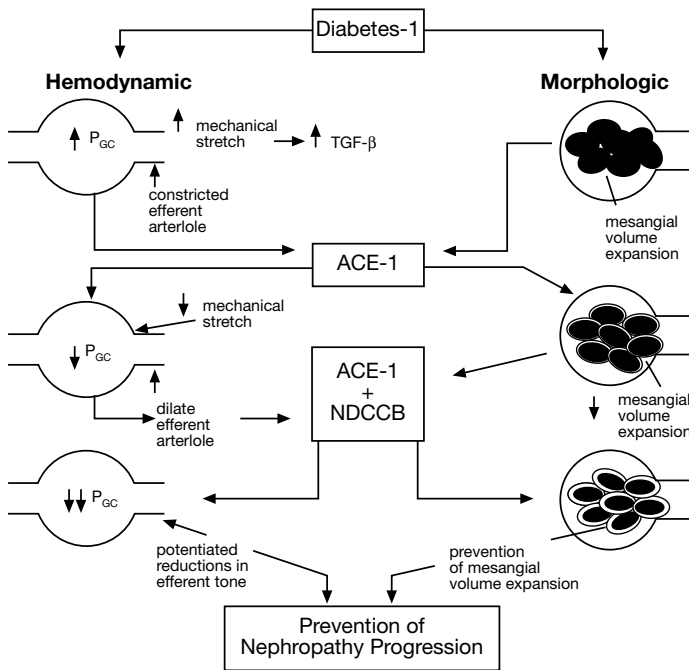 Diabetes-1
Hemodynamic
Morphologic
P_GC
mechanical
stretch
TGF-β
constricted
efferent
arterlole
mesangial
volume
expansion
ACE-1
mechanical
stretch
P_GC
dilate
efferent
arterlole
ACE-1
+
NDCCB
mesangial
volume
expansion
P_GC
potentiated
reductions in
efferent tone
prevention
of mesangial
volume expansion
Prevention of
Nephropathy Progression